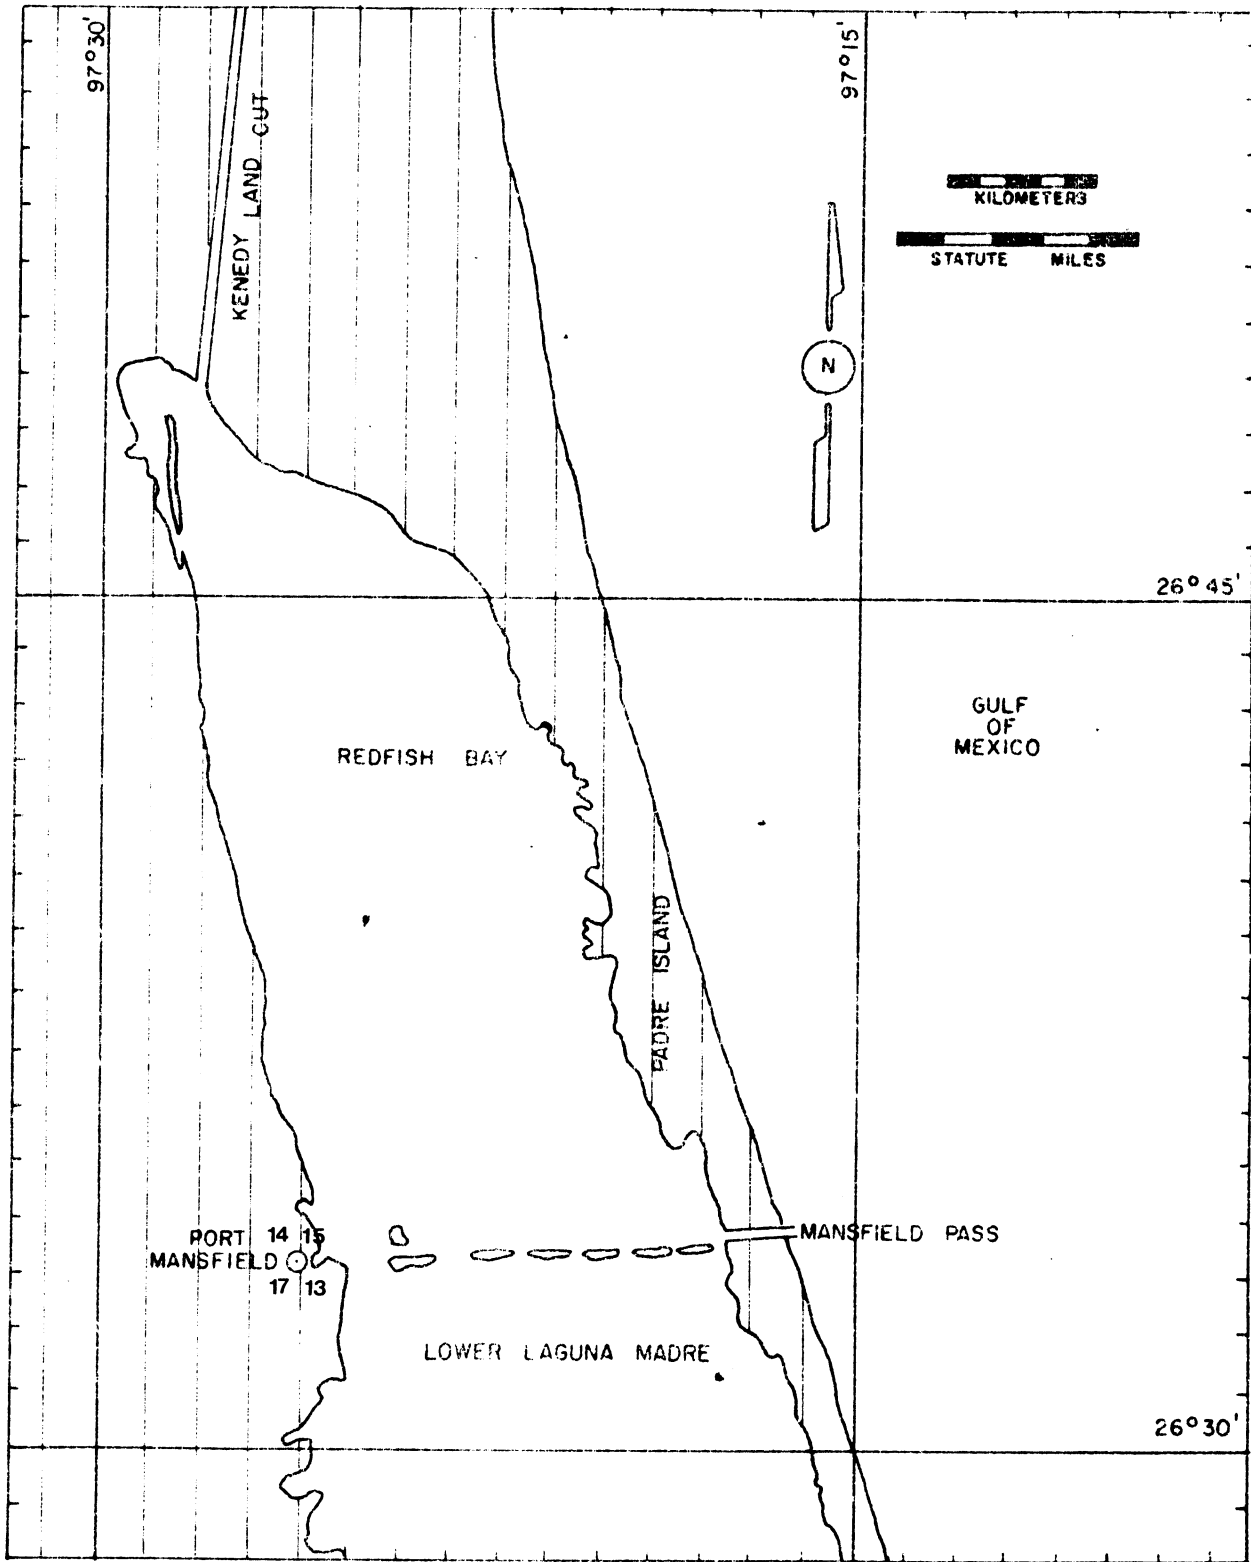 97°30'
97°15'
KENEDY LAND CUT
KILOMETERS
STATUTE MILES
N
26°45'
GULF
OF
MEXICO
REDFISH BAY
PADRE ISLAND
PORT 14 15
MANSFIELD
17 13
MANSFIELD PASS
LOWER LAGUNA MADRE
26°30'